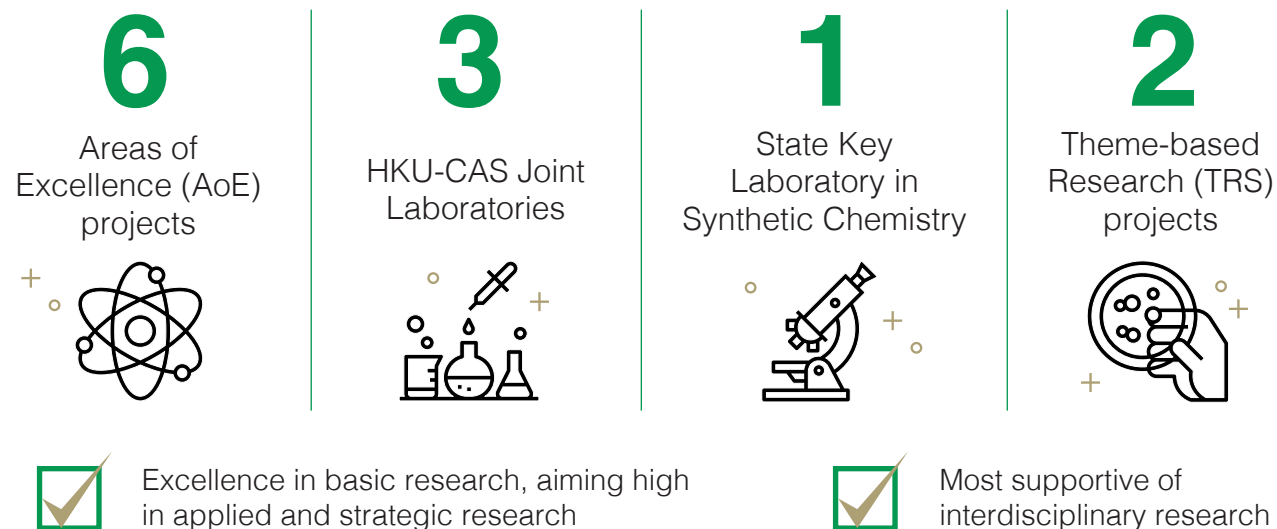 6
Areas of
Excellence (AoE)
projects
3
HKU-CAS Joint
Laboratories
1
State Key
Laboratory in
Synthetic Chemistry
2
Theme-based
Research (TRS)
projects
Excellence in basic research, aiming high
in applied and strategic research
Most supportive of
interdisciplinary research